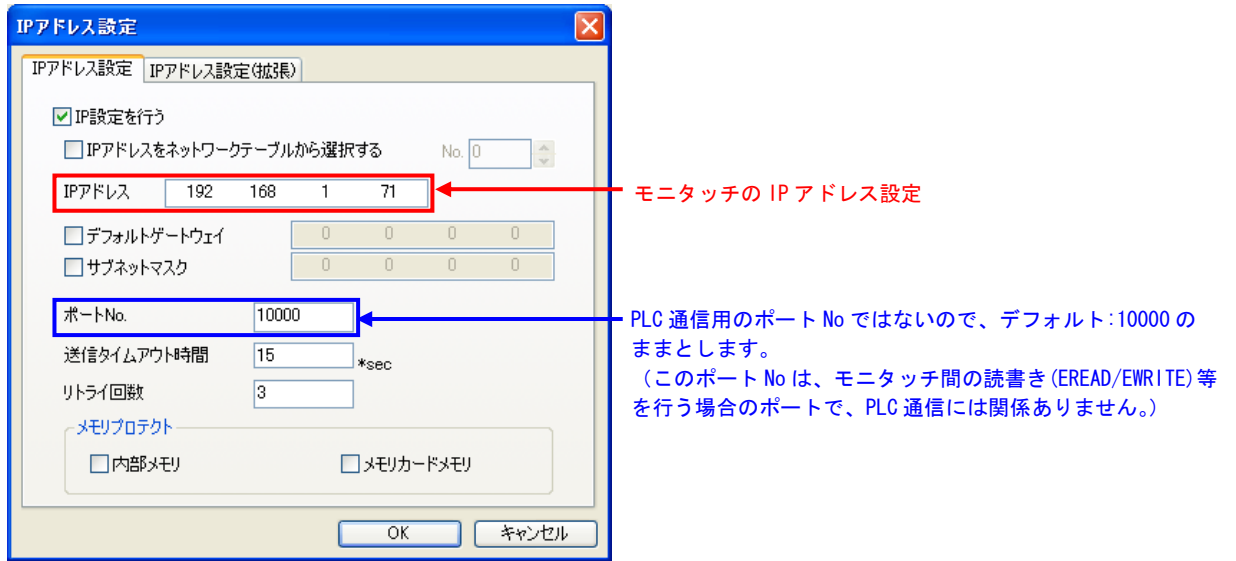 IPアドレス設定
IPアドレス設定 IPアドレス設定(拡張)
IP設定を行う
IPアドレスをネットワークテーブルから選択する No. 0
IPアドレス 192 168 1 71
モニタッチの IP アドレス設定
デフォルトゲートウェイ 0 0 0 0
サブネットマスク 0 0 0 0
ポートNo. 10000
PLC 通信用のポート No ではないので、デフォルト:10000 の
ままとします。
(このポート No は、モニタッチ間の読書き(EREAD/EWRITE)等
を行う場合のポートで、PLC 通信には関係ありません。)
送信タイムアウト時間 15 *sec
リトライ回数 3
メモリプロテクト
内部メモリ メモリカードメモリ
OK キャンセル